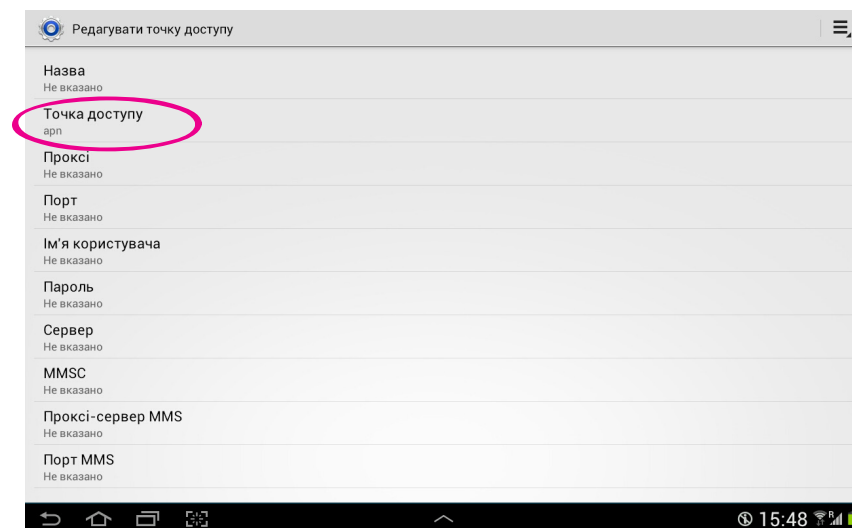 Редагувати точку доступу
Назва
Не вказано
Точка доступу
apn
Проксі
Не вказано
Порт
Не вказано
Ім'я користувача
Не вказано
Пароль
Не вказано
Сервер
Не вказано
MMSC
Не вказано
Проксі-сервер MMS
Не вказано
Порт MMS
Не вказано
15:48 R